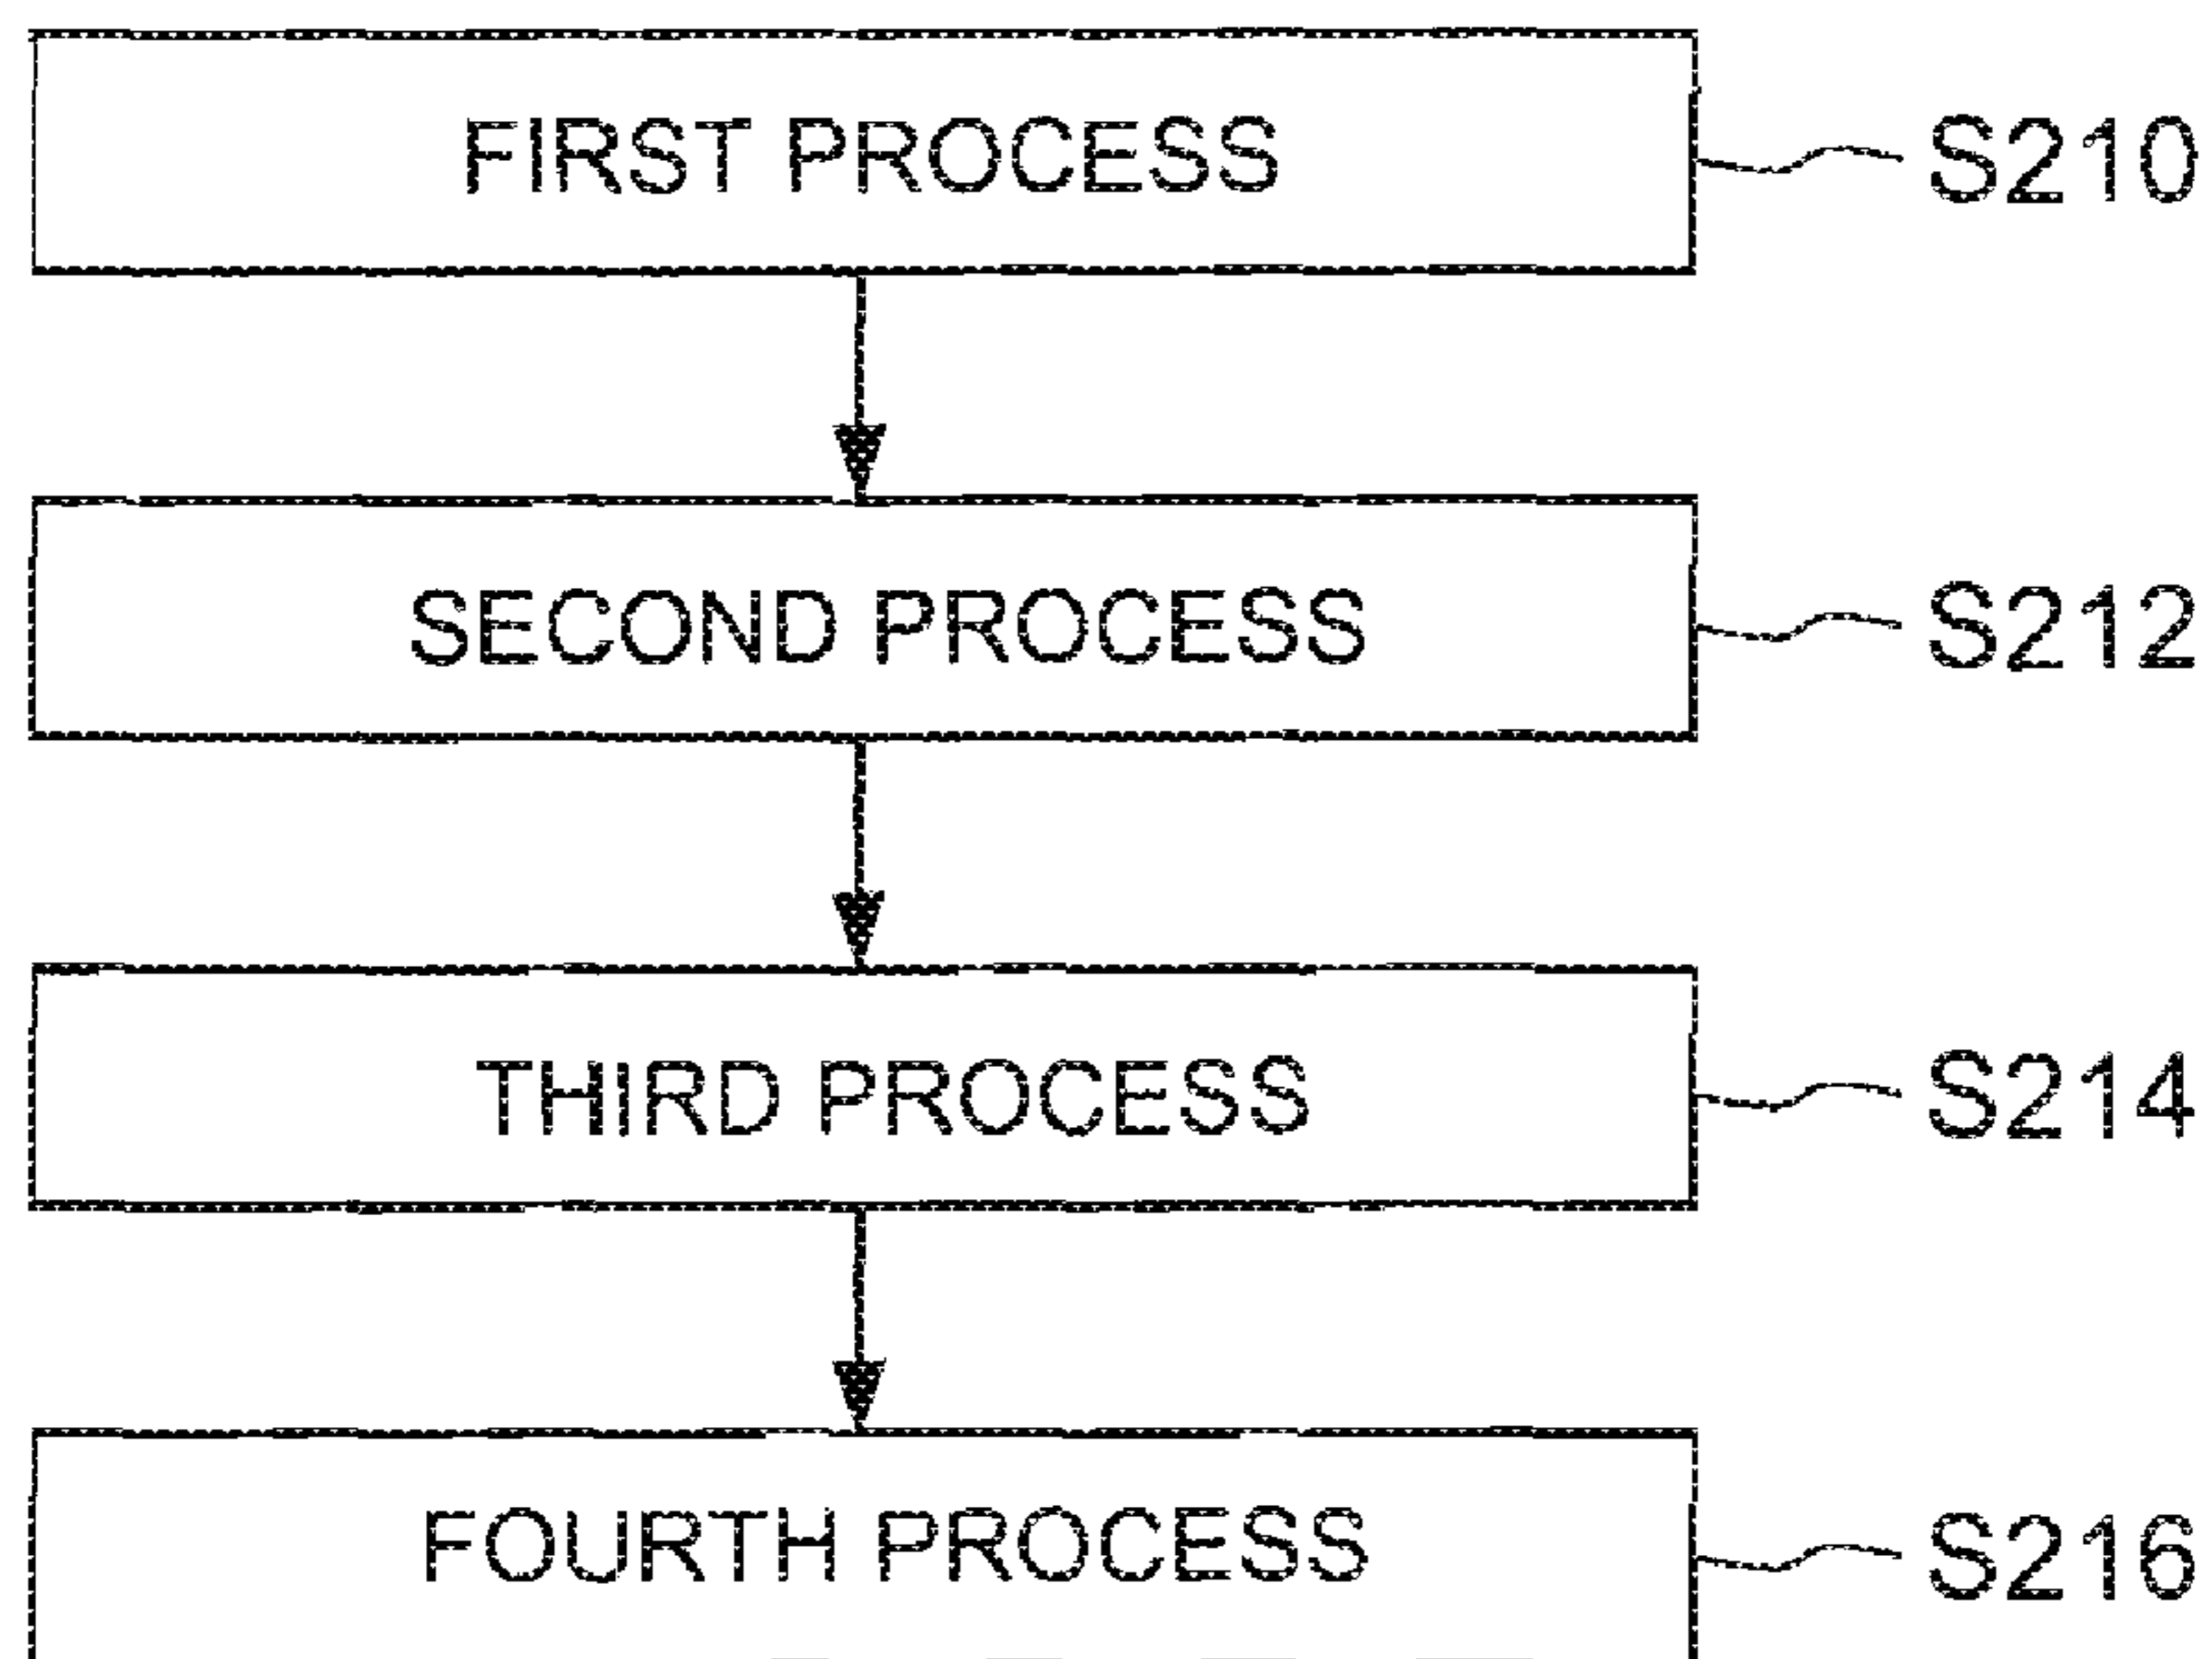 FIRST PROCESS S210
SECOND PROCESS S212
THIRD PROCESS S214
FOURTH PROCESS S216